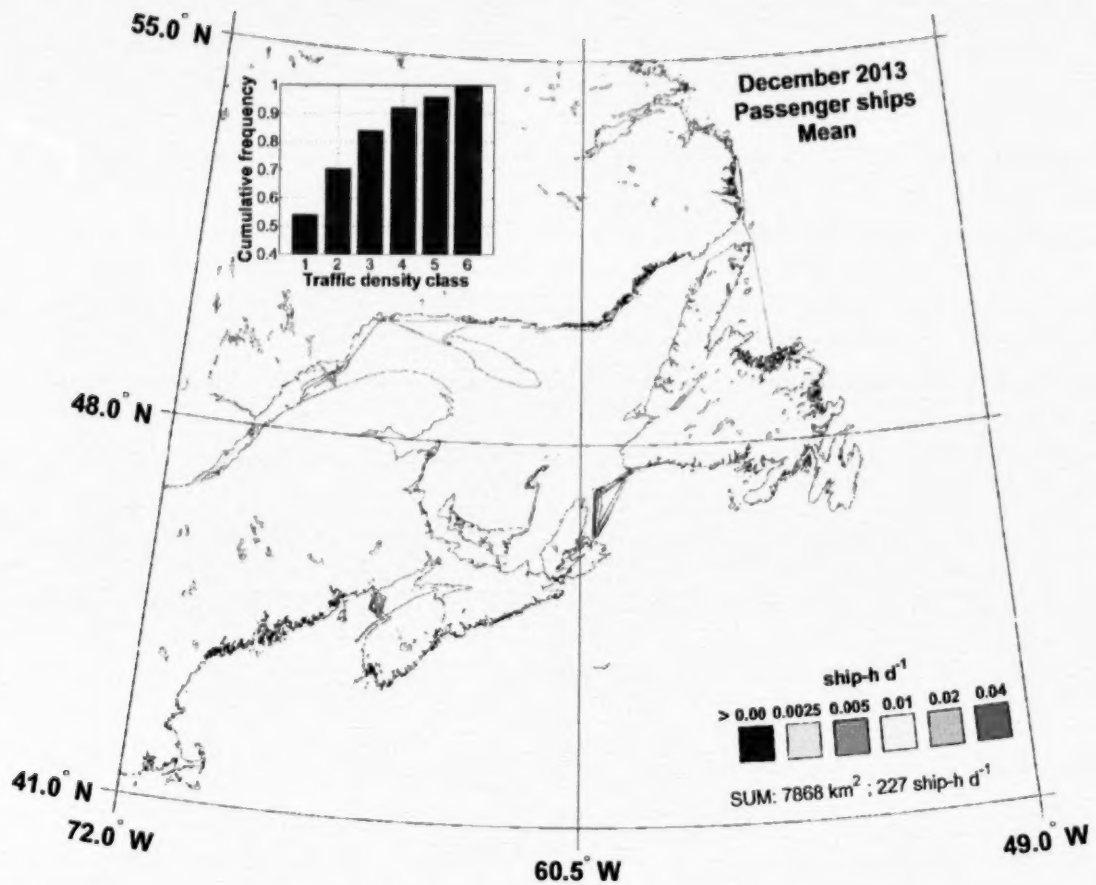 55.0° N
December 2013
Passenger ships
Mean
Cumulative frequency
1
0.9
0.8
0.7
0.6
0.5
0.4
1 2 3 4 5 6
Traffic density class
48.0° N
ship-h d⁻¹
> 0.00 0.0025 0.005 0.01 0.02 0.04
SUM: 7868 km² ; 227 ship-h d⁻¹
41.0° N
72.0° W
60.5° W
49.0° W